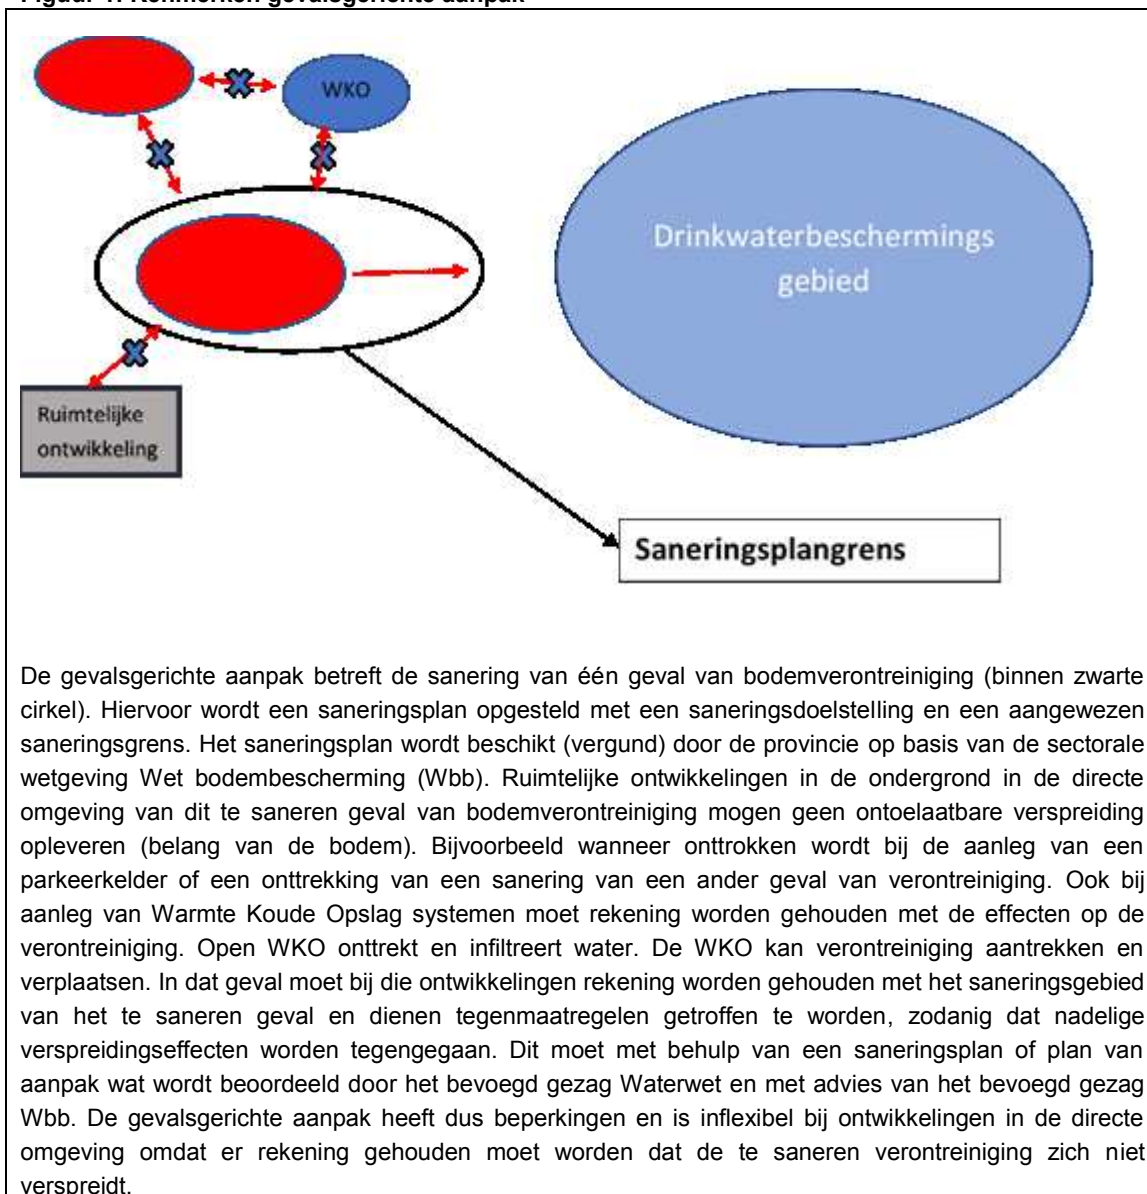 WKO
Drinkwaterbeschermings
gebied
Ruimtelijke
ontwikkeling
Saneringsplangrens
De gevalsgerichte aanpak betreft de sanering van één geval van bodemverontreiniging (binnen zwarte
cirkel). Hiervoor wordt een saneringsplan opgesteld met een saneringsdoelstelling en een aangewezen
saneringsgrens. Het saneringsplan wordt beschikt (vergund) door de provincie op basis van de sectorale
wetgeving Wet bodembescherming (Wbb). Ruimtelijke ontwikkelingen in de ondergrond in de directe
omgeving van dit te saneren geval van bodemverontreiniging mogen geen ontoelaatbare verspreiding
opleveren (belang van de bodem). Bijvoorbeeld wanneer onttrokken wordt bij de aanleg van een
parkeerkelder of een onttrekking van een sanering van een ander geval van verontreiniging. Ook bij
aanleg van Warmte Koude Opslag systemen moet rekening worden gehouden met de effecten op de
verontreiniging. Open WKO onttrekt en infiltreert water. De WKO kan verontreiniging aantrekken en
verplaatsen. In dat geval moet bij die ontwikkelingen rekening worden gehouden met het saneringsgebied
van het te saneren geval en dienen tegenmaatregelen getroffen te worden, zodanig dat nadelige
verspreidingseffecten worden tegengegaan. Dit moet met behulp van een saneringsplan of plan van
aanpak wat wordt beoordeeld door het bevoegd gezag Waterwet en met advies van het bevoegd gezag
Wbb. De gevalsgerichte aanpak heeft dus beperkingen en is inflexibel bij ontwikkelingen in de directe
omgeving omdat er rekening gehouden moet worden dat de te saneren verontreiniging zich niet
verspreidt.